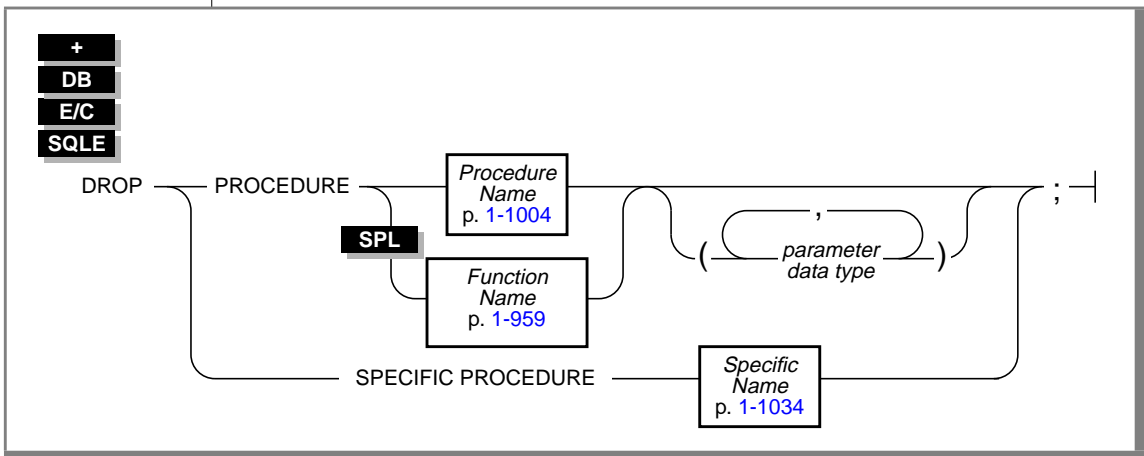 +
DB
E/C
SQLE
DROP PROCEDURE
Procedure
Name
p. 1-1004
SPL
Function
Name
p. 1-959
(
,
parameter
data type
)
;
SPECIFIC PROCEDURE
Specific
Name
p. 1-1034